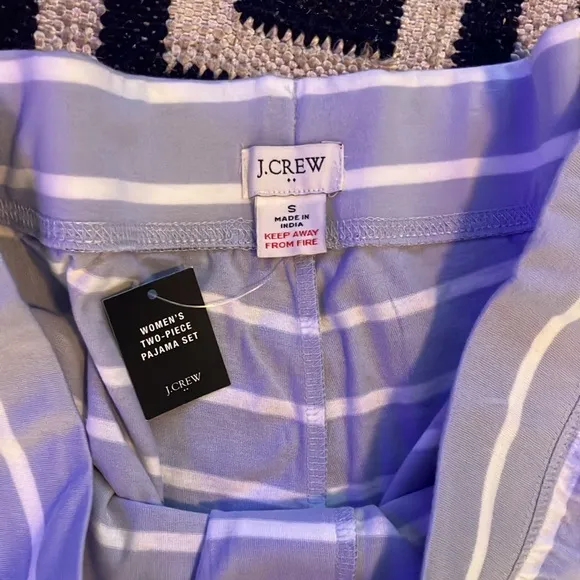 J.CREW
S
MADE IN
INDIA
KEEP AWAY
FROM FIRE
WOMEN'S
TWO-PIECE
PAJAMA SET
J.CREW